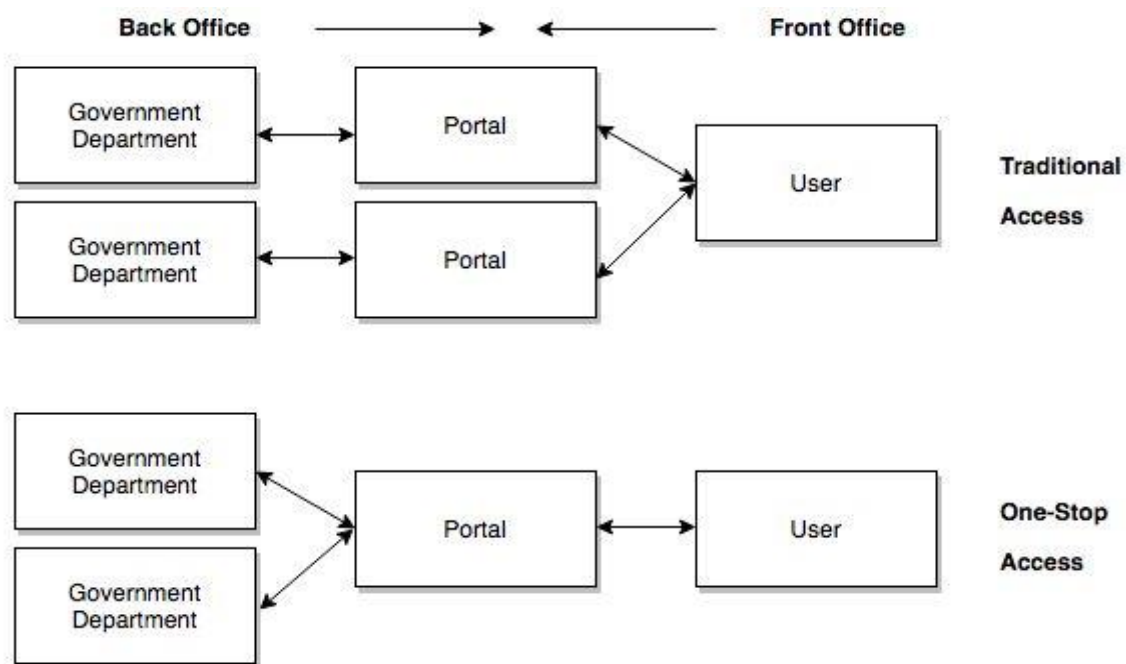 Back Office
Front Office
Government
Department
Portal
User
Traditional
Access
Government
Department
Portal
Government
Department
Portal
User
One-Stop
Access
Government
Department